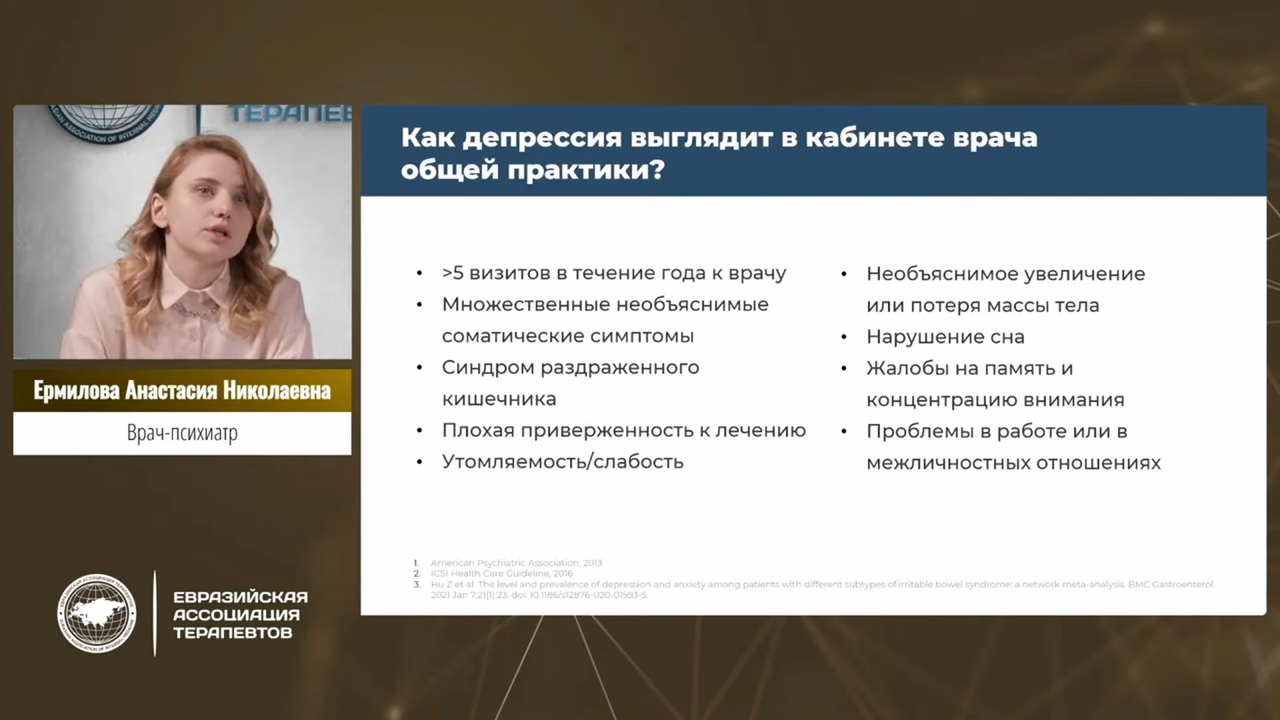 ТЕРАПЕ
Как депрессия выглядит в кабинете врача
общей практики?
• >5 визитов в течение года к врачу
• Множественные необъяснимые
соматические симптомы
• Синдром раздраженного
кишечника
• Плохая приверженность к лечению
• Утомляемость/слабость
• Необъяснимое увеличение
или потеря массы тела
• Нарушение сна
• Жалобы на память и
концентрацию внимания
• Проблемы в работе или в
межличностных отношениях
1. American Psychiatric Association, 2013
2. ICSI Health Care Guideline, 2016
3. Hu Z et al. The level and prevalence of depression and anxiety among patients with different subtypes of irritable bowel syndrome: a network meta-analysis. BMC Gastroenterol.
2021 Jan 7;21(1):23. doi: 10.1186/s12876-020-01593-5.
Ермилова Анастасия Николаевна
Врач-психиатр
ЕВРАЗИЙСКАЯ
АССОЦИАЦИЯ
ТЕРАПЕВТОВ